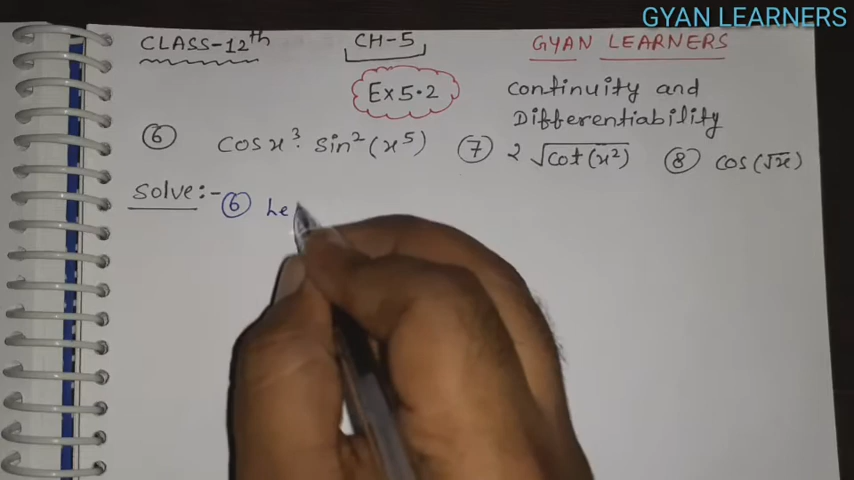 GYAN LEARNERS
CLASS-12th CH-5 GYAN LEARNERS
Ex 5.2 Continuity and
Differentiability
⑥ Cos x³. Sin² (x⁵) ⑦ 2 √cot (x²) ⑧ cos (√x)
Solve:- ⑥ Le